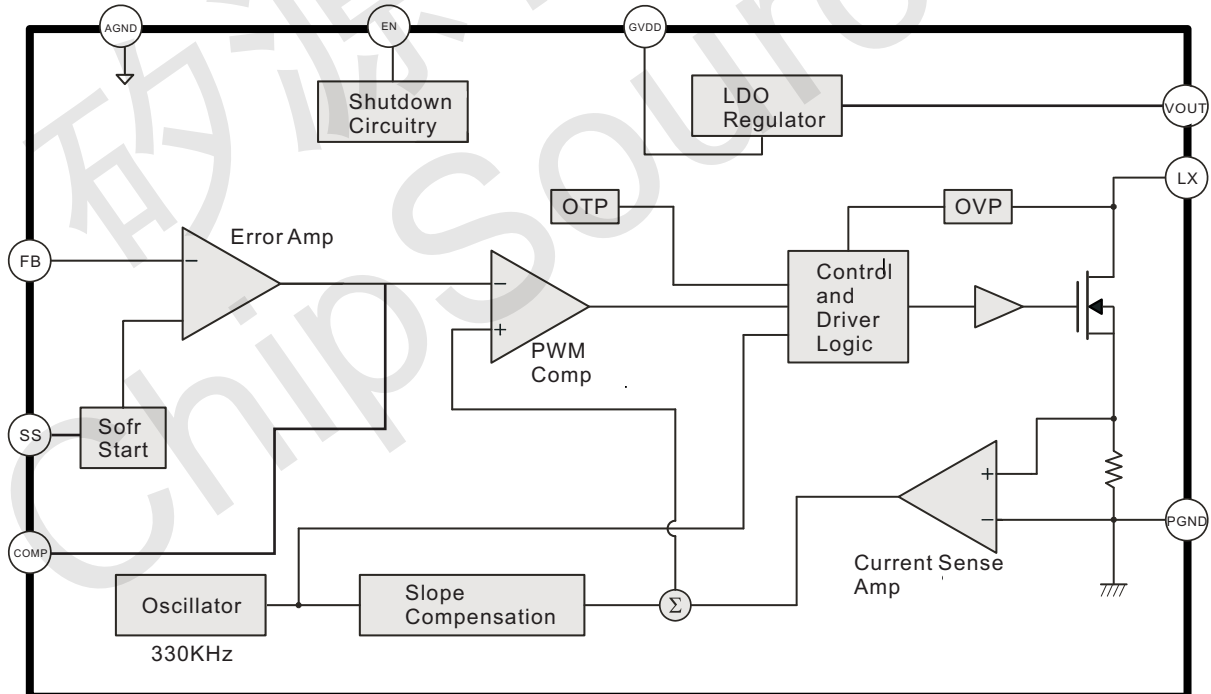 AGND
EN
GVDD
Shutdown
Circuitry
LDO
Regulator
VOUT
LX
OTP
OVP
Error Amp
FB
−
−
+
PWM
Comp
Control
and
Driver
Logic
SS
Sofr
Start
+
−
PGND
COMP
Current Sense
Amp
Oscillator
330KHz
Slope
Compensation
Σ
矽源
ChipSourc